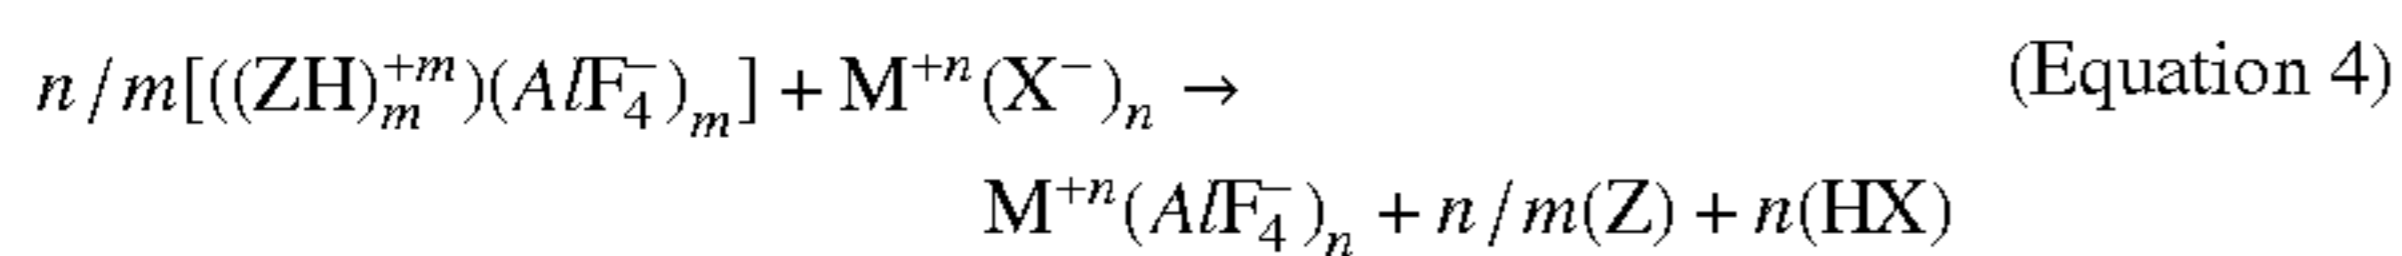 n/m[((ZH)_m^{+m})(AlF_4^-)_m] + M^{+n}(X^-)_n → (Equation 4)
M^{+n}(AlF_4^-)_n + n/m(Z) + n(HX)